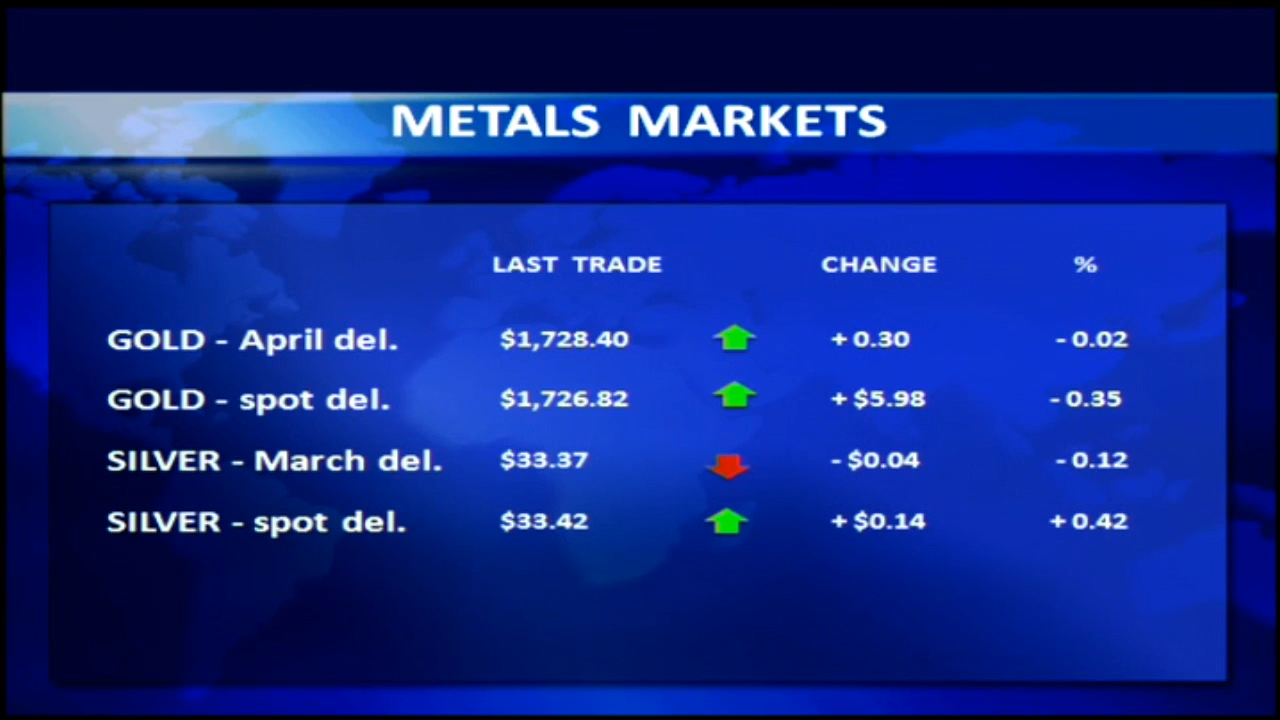 METALS MARKETS
LAST TRADE CHANGE %
GOLD - April del. $1,728.40 + 0.30 - 0.02
GOLD - spot del. $1,726.82 + $5.98 - 0.35
SILVER - March del. $33.37 - $0.04 - 0.12
SILVER - spot del. $33.42 + $0.14 + 0.42